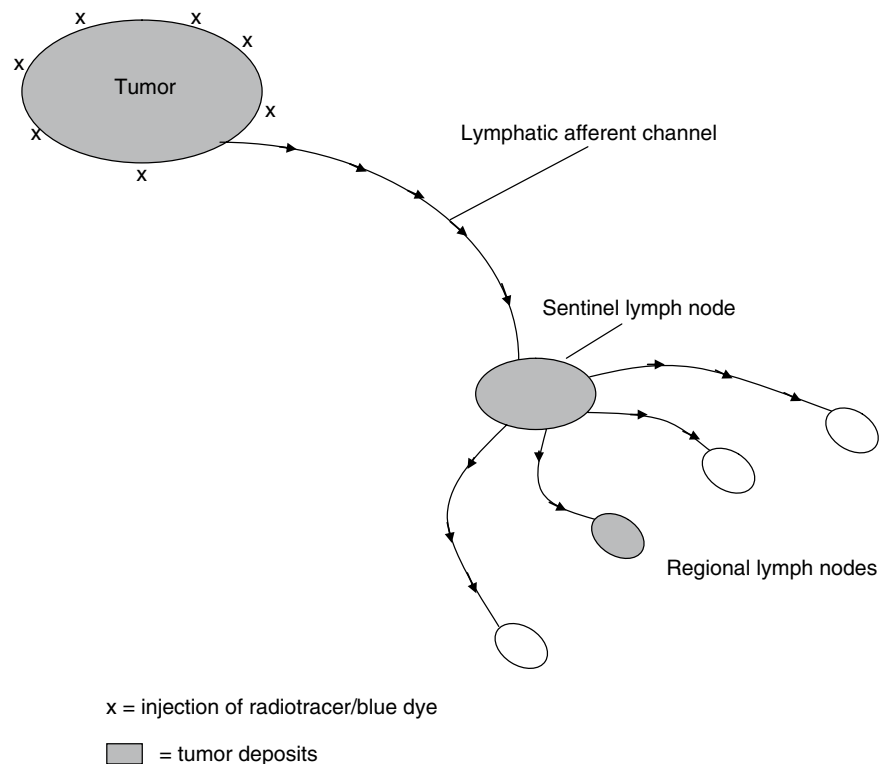 x
x
x
x
Tumor
x
x
x
Lymphatic afferent channel
Sentinel lymph node
Regional lymph nodes
x = injection of radiotracer/blue dye
= tumor deposits